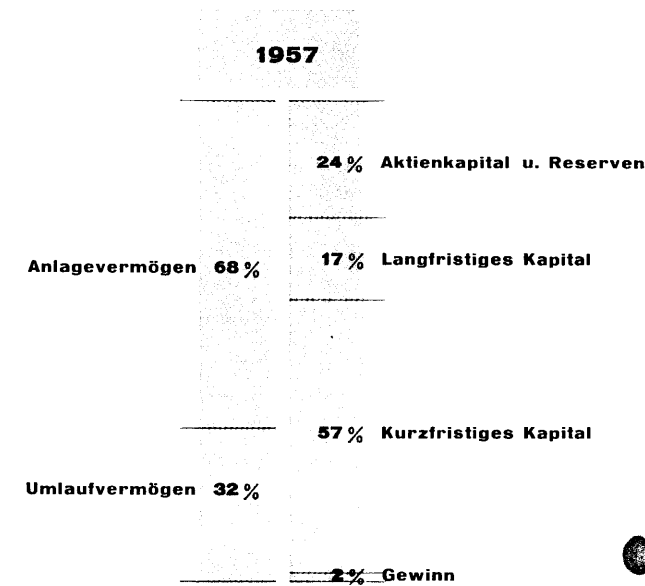 1957
24 % Aktienkapital u. Reserven
Anlagevermögen 68 % 17 % Langfristiges Kapital
57 % Kurzfristiges Kapital
Umlaufvermögen 32 %
2 % Gewinn